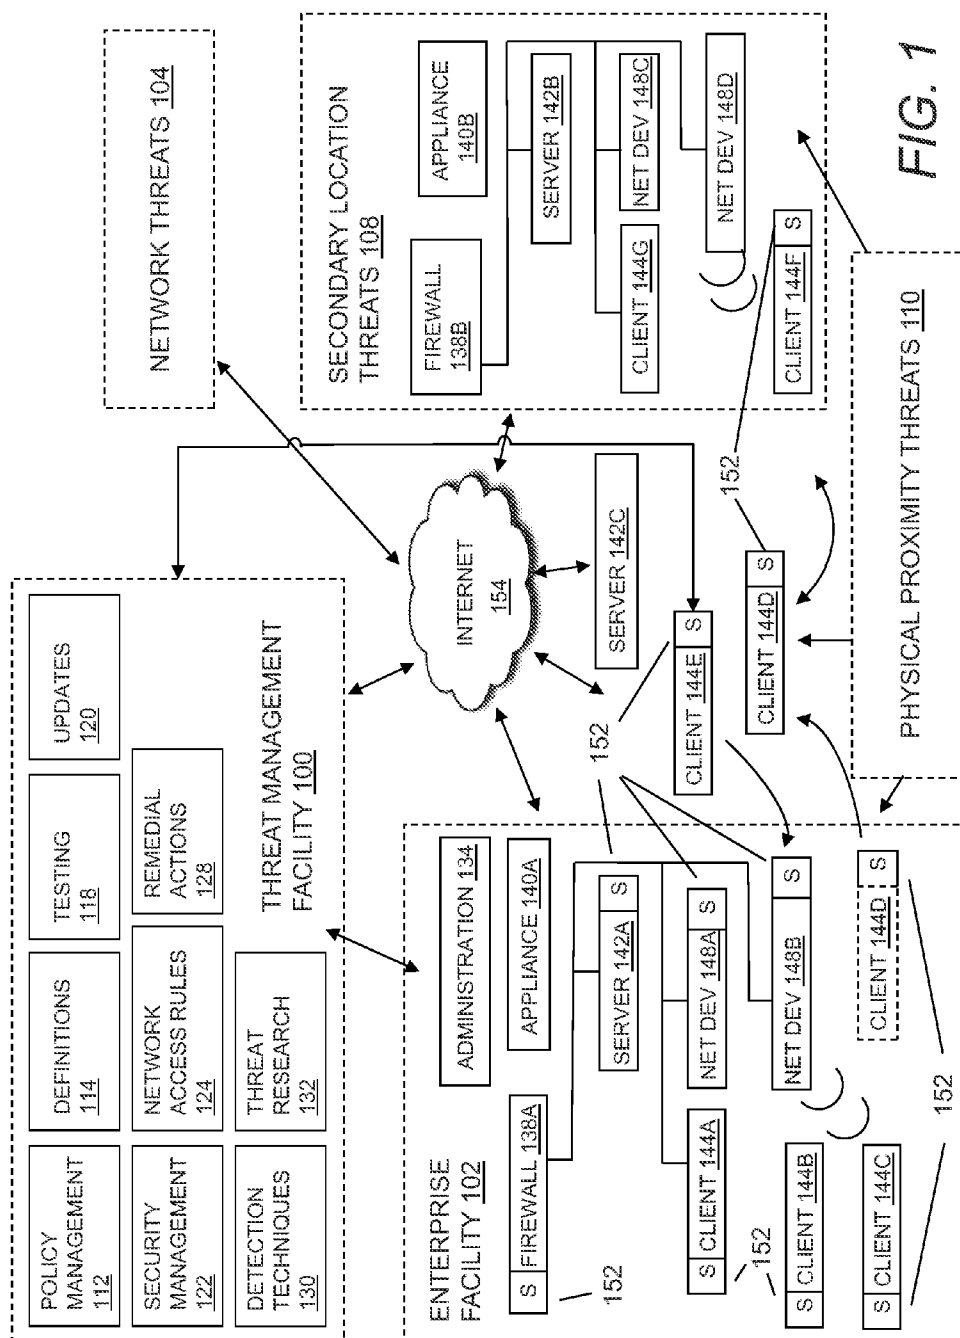 POLICY
MANAGEMENT
112
DEFINITIONS
114
TESTING
118
UPDATES
120
SECURITY
MANAGEMENT
122
NETWORK
ACCESS RULES
124
REMEDIAL
ACTIONS
128
DETECTION
TECHNIQUES
130
THREAT
RESEARCH
132
THREAT MANAGEMENT
FACILITY 100
NETWORK THREATS 104
INTERNET
154
ENTERPRISE
FACILITY 102
ADMINISTRATION 134
S FIREWALL 138A
APPLIANCE 140A
152
152
SERVER 142A S
S CLIENT 144A
NET DEV 148A S
152
152
S CLIENT 144B
NET DEV 148B S
S CLIENT 144C
CLIENT 144D S
152
SERVER 142C
CLIENT 144E S
CLIENT 144D S
152
SECONDARY LOCATION
THREATS 108
FIREWALL
138B
APPLIANCE
140B
SERVER 142B
CLIENT 144G
NET DEV 148C
NET DEV 148D
CLIENT 144F S
PHYSICAL PROXIMITY THREATS 110
FIG. 1